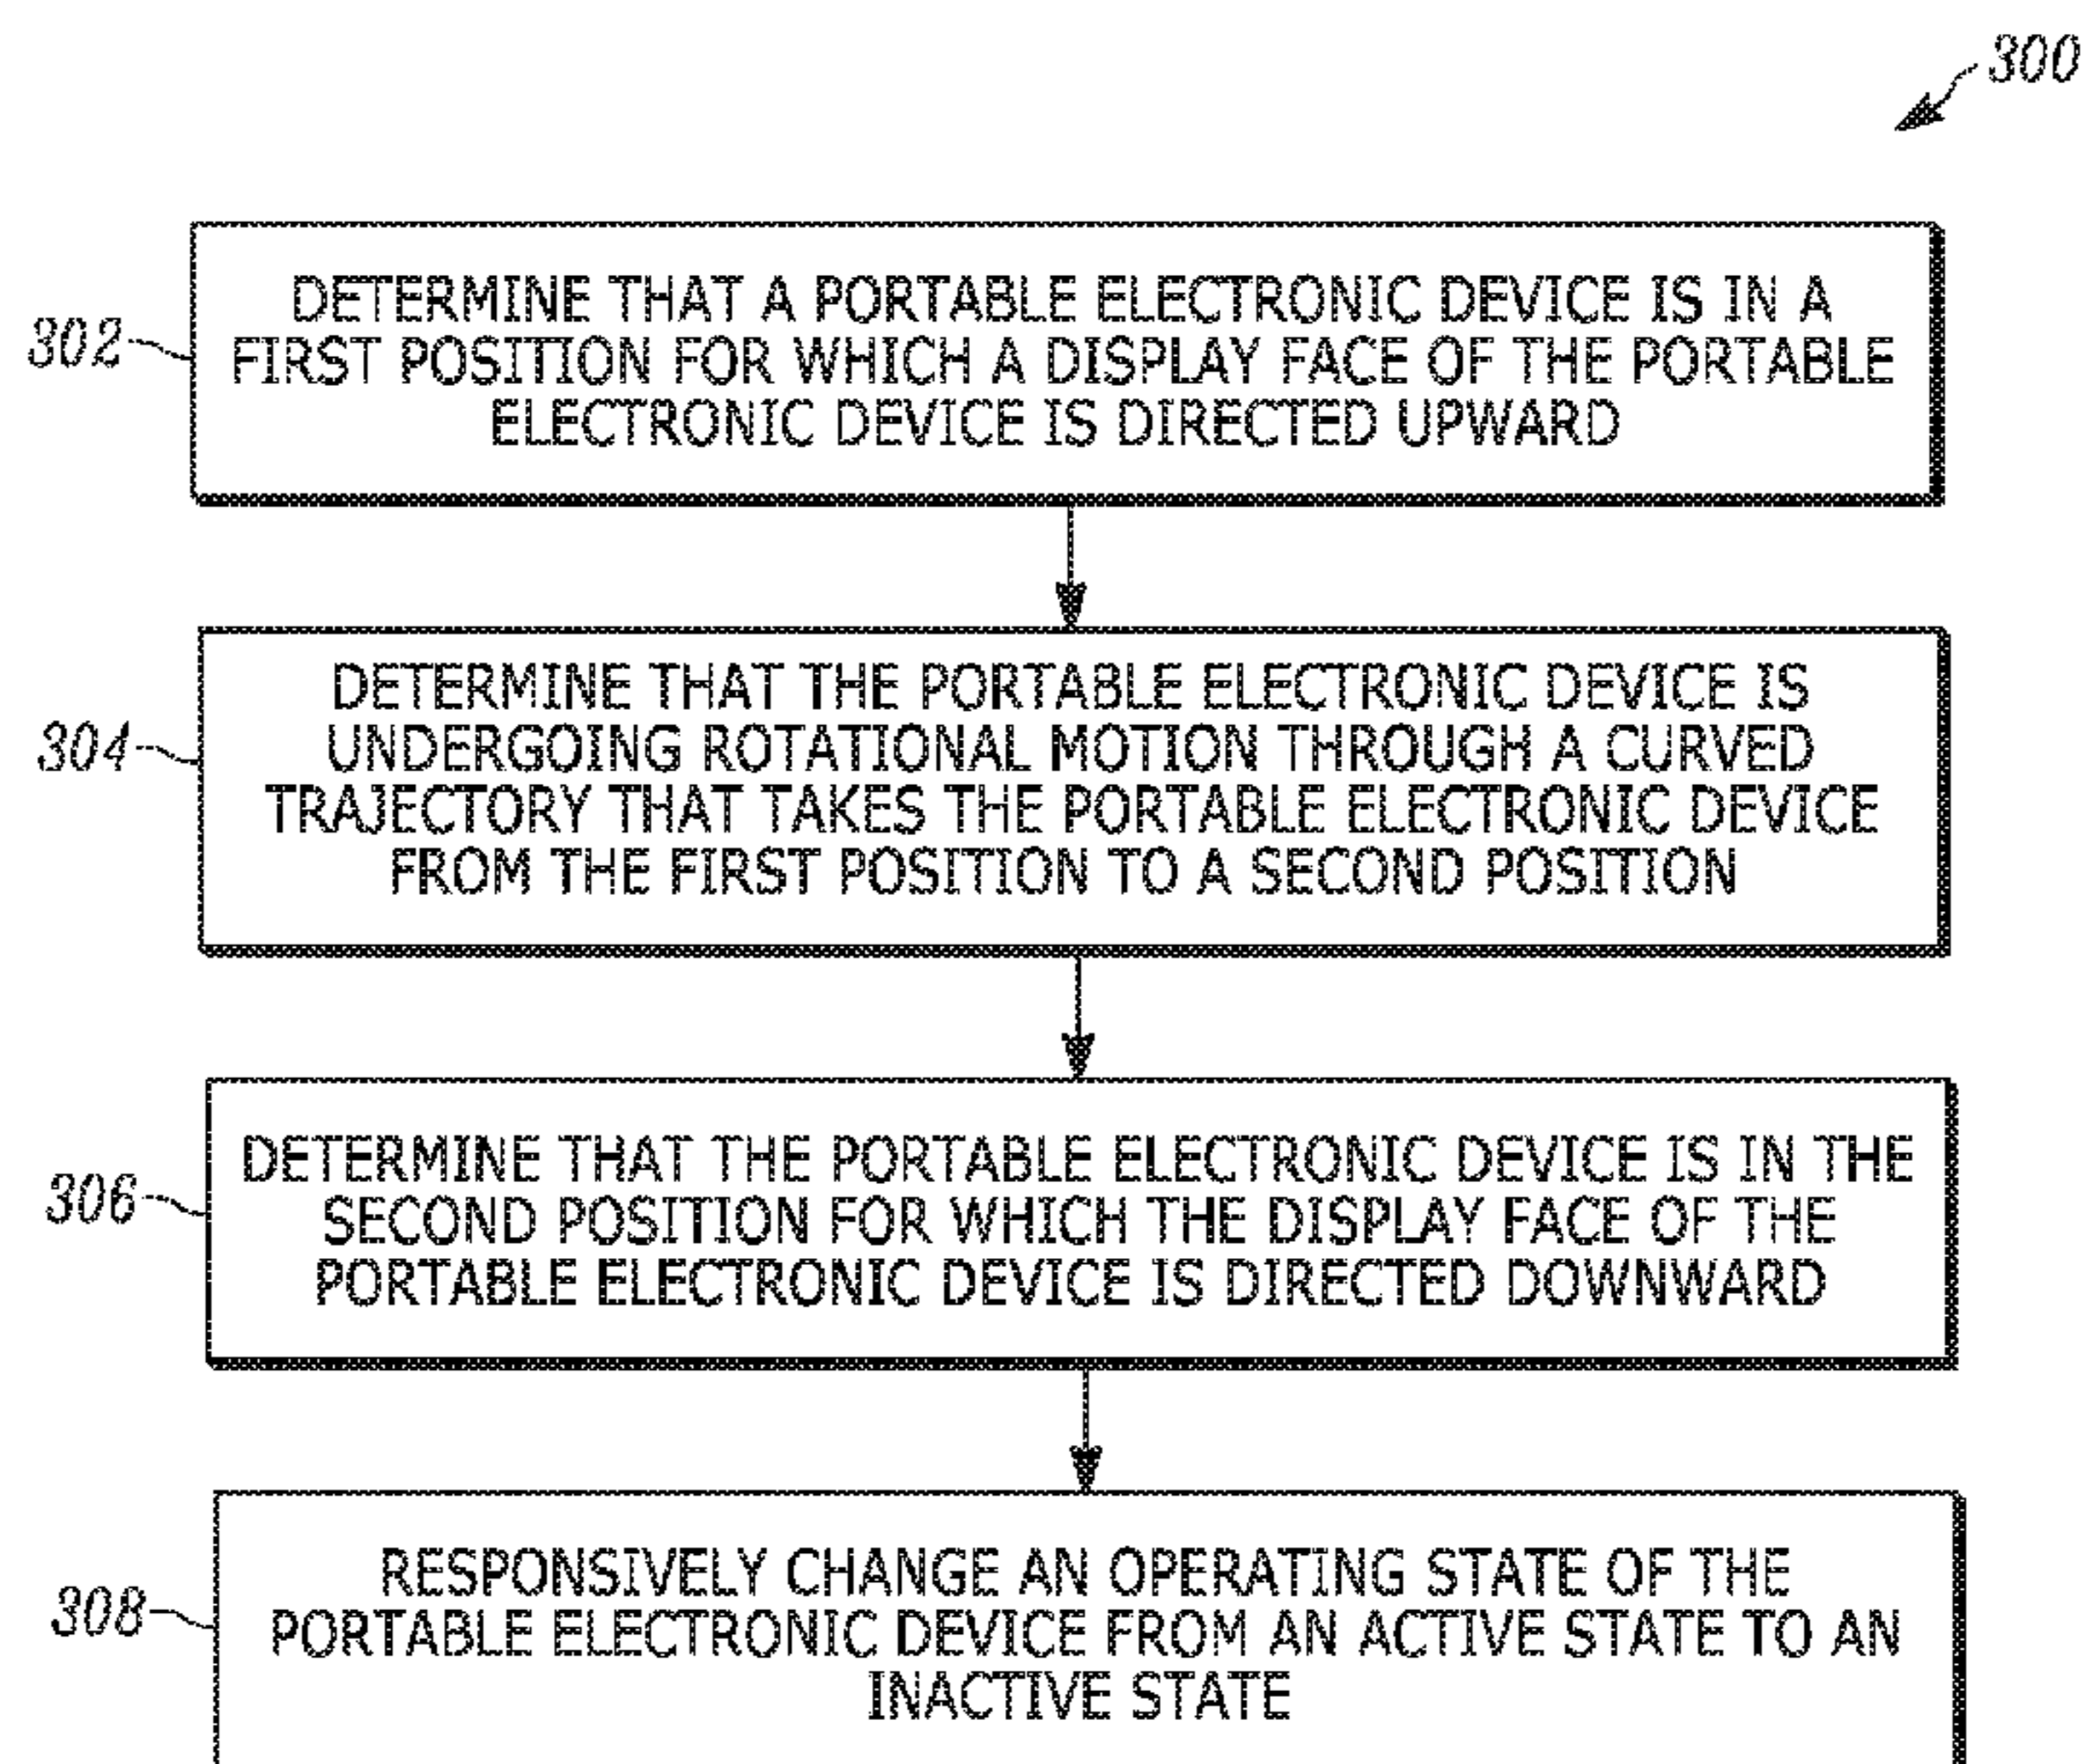 300
302
DETERMINE THAT A PORTABLE ELECTRONIC DEVICE IS IN A
FIRST POSITION FOR WHICH A DISPLAY FACE OF THE PORTABLE
ELECTRONIC DEVICE IS DIRECTED UPWARD
304
DETERMINE THAT THE PORTABLE ELECTRONIC DEVICE IS
UNDERGOING ROTATIONAL MOTION THROUGH A CURVED
TRAJECTORY THAT TAKES THE PORTABLE ELECTRONIC DEVICE
FROM THE FIRST POSITION TO A SECOND POSITION
306
DETERMINE THAT THE PORTABLE ELECTRONIC DEVICE IS IN THE
SECOND POSITION FOR WHICH THE DISPLAY FACE OF THE
PORTABLE ELECTRONIC DEVICE IS DIRECTED DOWNWARD
308
RESPONSIVELY CHANGE AN OPERATING STATE OF THE
PORTABLE ELECTRONIC DEVICE FROM AN ACTIVE STATE TO AN
INACTIVE STATE